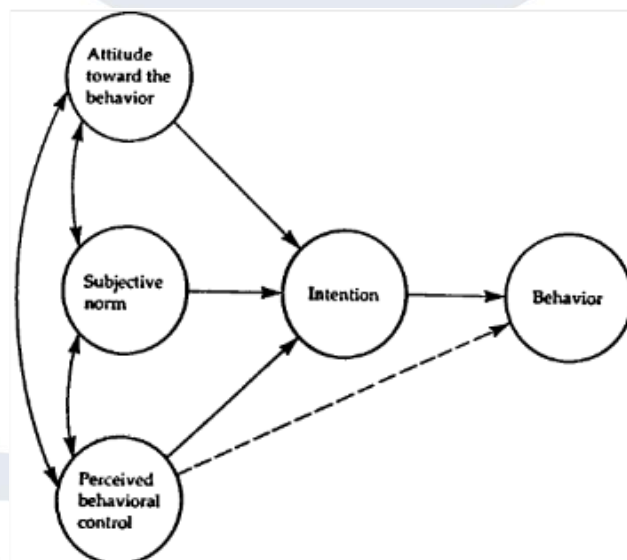 Attitude
toward the
behavior
Subjective
norm
Intention
Behavior
Perceived
behavioral
control